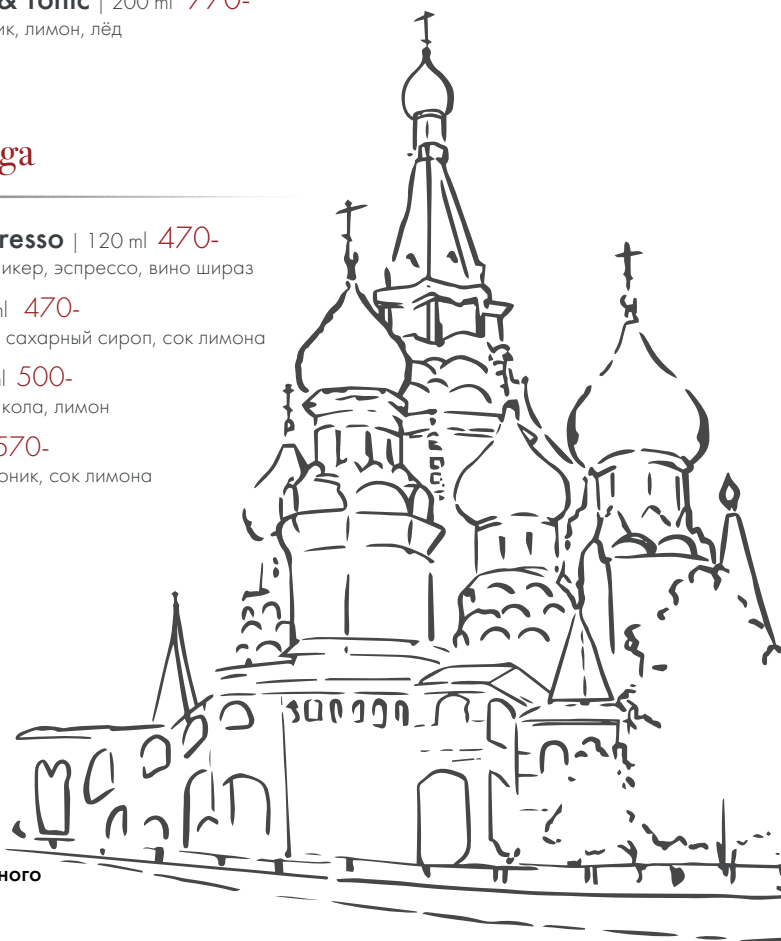 & Tonic | 200 ml 770-
ик, лимон, лёд
ga
resso | 120 ml 470-
икер, эспрессо, вино шираз
l 470-
сахарный сироп, сок лимона
l 500-
кола, лимон
570-
оник, сок лимона
ного